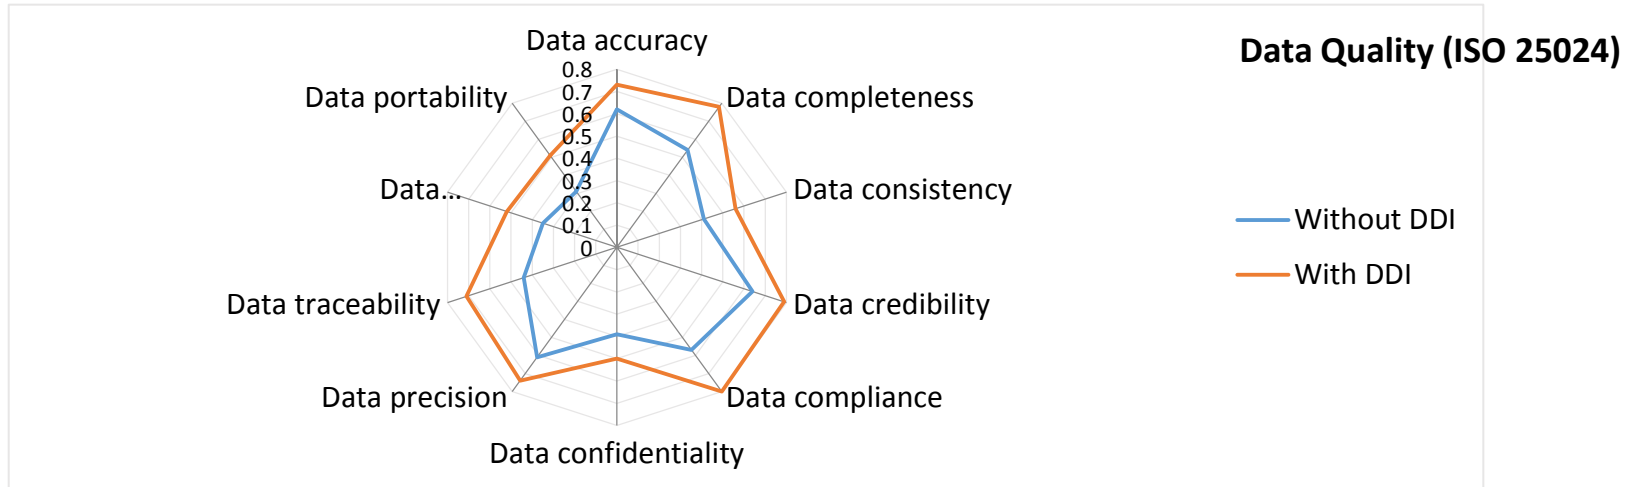 Data Quality (ISO 25024)
Data accuracy
0.8
0.7
0.6
0.5
0.4
0.3
0.2
0.1
0
Data completeness
Data consistency
Data credibility
Data compliance
Data confidentiality
Data precision
Data traceability
Data...
Data portability
Without DDI
With DDI